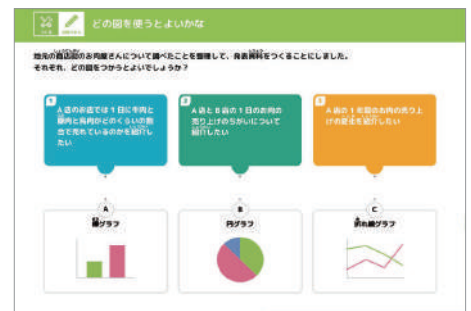 どの図を使うとよいかな
地元の商店街のお肉屋さんについて調べたことを整理して、発表資料をつくることにしました。
それぞれ、どの図をつかうとよいでしょうか？
1
A店のお店では1日に牛肉と
豚肉と鳥肉がどのくらいの割
合で売れているのかを紹介し
たい
2
A店とB店の1日のお肉の
売り上げのちがいについて
紹介したい
3
A店の1年間のお肉の売り上
げの変化を紹介したい
A
棒グラフ
B
円グラフ
C
折れ線グラフ